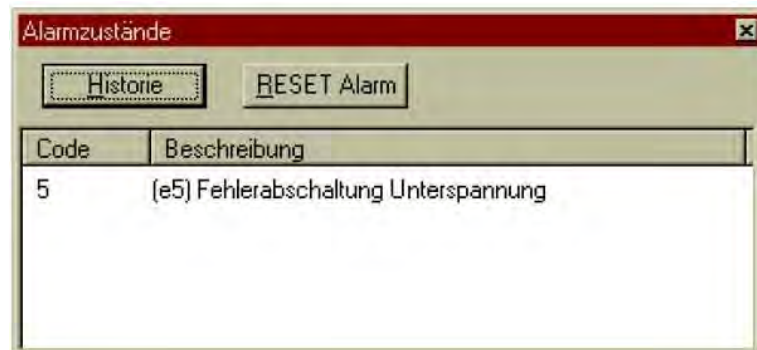 Alarmzustände
Historie RESET Alarm
Code Beschreibung
5 (e5) Fehlerabschaltung Unterspannung